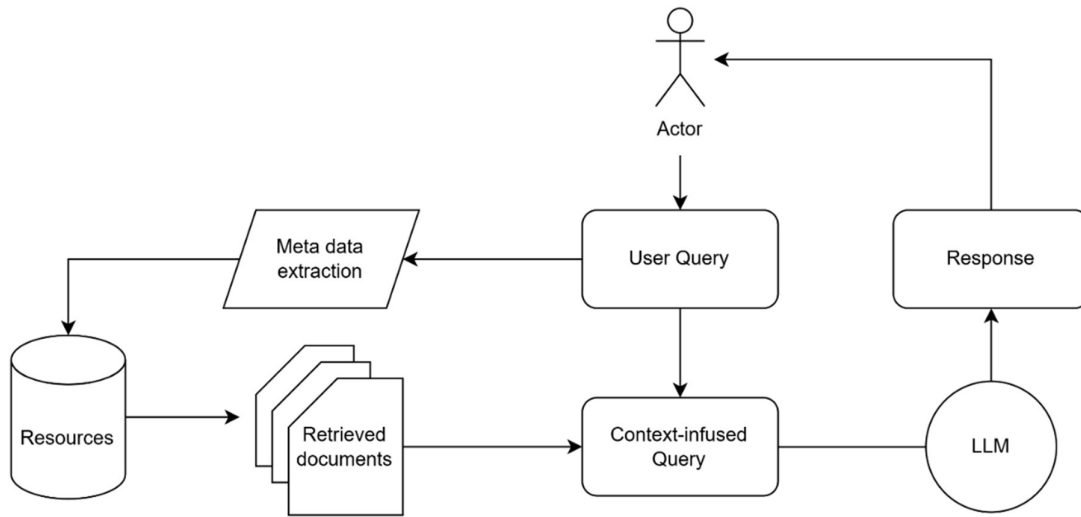 Actor
Meta data
extraction
User Query
Response
Resources
Retrieved
documents
Context-infused
Query
LLM